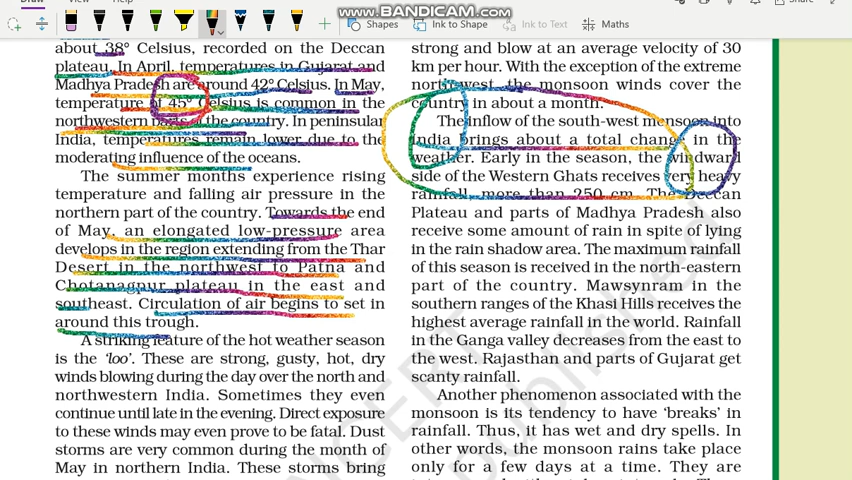 www.BANDICAM.com
Draw
Share
Shapes
Ink to Shape
Ink to Text
Maths
about 38° Celsius, recorded on the Deccan
plateau. In April, temperatures in Gujarat and
Madhya Pradesh are around 42° Celsius. In May,
temperature of 45° Celsius is common in the
northwestern parts of the country. In peninsular
India, temperatures remain lower due to the
moderating influence of the oceans.
The summer months experience rising
temperature and falling air pressure in the
northern part of the country. Towards the end
of May, an elongated low-pressure area
develops in the region extending from the Thar
Desert in the northwest to Patna and
Chotanagpur plateau in the east and
southeast. Circulation of air begins to set in
around this trough.
A striking feature of the hot weather season
is the 'loo'. These are strong, gusty, hot, dry
winds blowing during the day over the north and
northwestern India. Sometimes they even
continue until late in the evening. Direct exposure
to these winds may even prove to be fatal. Dust
storms are very common during the month of
May in northern India. These storms bring
strong and blow at an average velocity of 30
km per hour. With the exception of the extreme
northwest, the monsoon winds cover the
country in about a month.
The inflow of the south-west monsoon into
India brings about a total change in the
weather. Early in the season, the windward
side of the Western Ghats receives very heavy
rainfall, more than 250 cm. The Deccan
Plateau and parts of Madhya Pradesh also
receive some amount of rain in spite of lying
in the rain shadow area. The maximum rainfall
of this season is received in the north-eastern
part of the country. Mawsynram in the
southern ranges of the Khasi Hills receives the
highest average rainfall in the world. Rainfall
in the Ganga valley decreases from the east to
the west. Rajasthan and parts of Gujarat get
scanty rainfall.
Another phenomenon associated with the
monsoon is its tendency to have 'breaks' in
rainfall. Thus, it has wet and dry spells. In
other words, the monsoon rains take place
only for a few days at a time. They are
NCERT
published